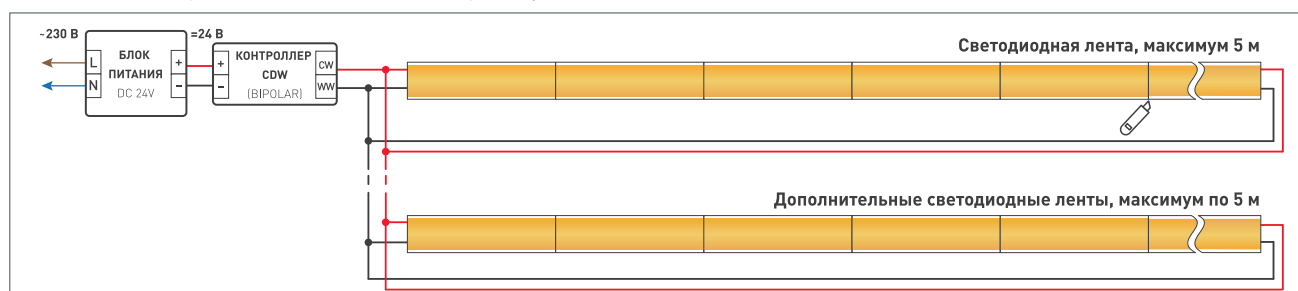 ~230 В
=24 В
БЛОК
ПИТАНИЯ
DC 24V
L
N
+
–
КОНТРОЛЛЕР
CDW
(BIPOLAR)
+
–
CW
WW
Светодиодная лента, максимум 5 м
Дополнительные светодиодные ленты, максимум по 5 м